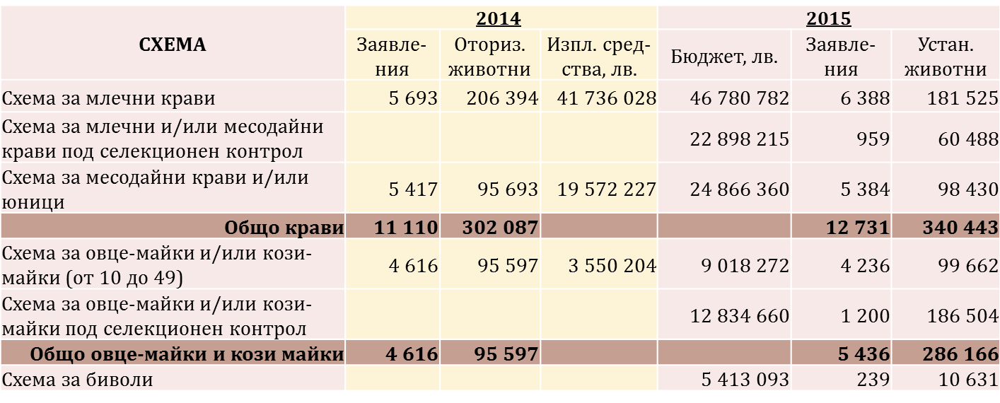 СХЕМА
2014
2015
Заявле-
ния
Оториз.
животни
Изпл. сред-
ства, лв.
Бюджет, лв.
Заявле-
ния
Устан.
животни
Схема за млечни крави 5 693 206 394 41 736 028 46 780 782 6 388 181 525
Схема за млечни и/или месодайни
крави под селекционен контрол 22 898 215 959 60 488
Схема за месодайни крави и/или
юници 5 417 95 693 19 572 227 24 866 360 5 384 98 430
Общо крави 11 110 302 087 12 731 340 443
Схема за овце-майки и/или кози-
майки (от 10 до 49) 4 616 95 597 3 550 204 9 018 272 4 236 99 662
Схема за овце-майки и/или кози-
майки под селекционен контрол 12 834 660 1 200 186 504
Общо овце-майки и кози майки 4 616 95 597 5 436 286 166
Схема за биволи 5 413 093 239 10 631